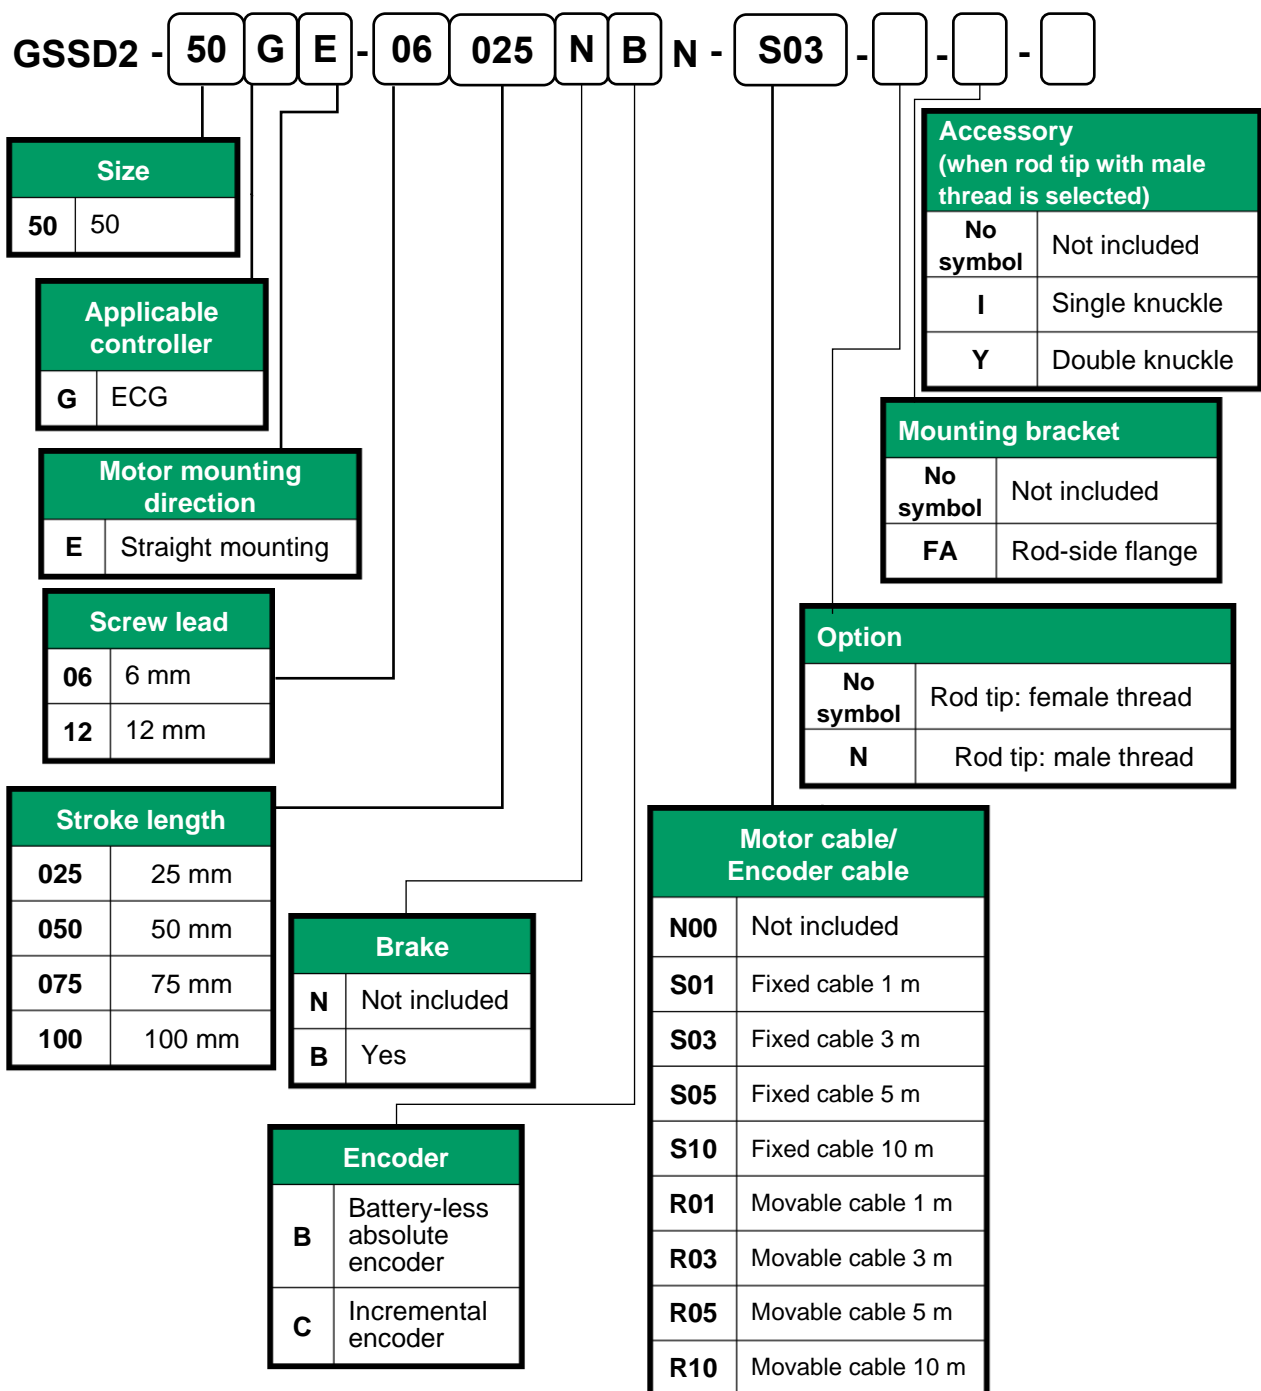 GSSD2 - 50 G E - 06 025 N B N - S03 - - -
Size
50 50
Applicable
controller
G ECG
Motor mounting
direction
E Straight mounting
Screw lead
06 6 mm
12 12 mm
Stroke length
025 25 mm
050 50 mm
075 75 mm
100 100 mm
Brake
N Not included
B Yes
Encoder
B Battery-less
absolute
encoder
C Incremental
encoder
Motor cable/
Encoder cable
N00 Not included
S01 Fixed cable 1 m
S03 Fixed cable 3 m
S05 Fixed cable 5 m
S10 Fixed cable 10 m
R01 Movable cable 1 m
R03 Movable cable 3 m
R05 Movable cable 5 m
R10 Movable cable 10 m
Option
No
symbol Rod tip: female thread
N Rod tip: male thread
Mounting bracket
No
symbol Not included
FA Rod-side flange
Accessory
(when rod tip with male
thread is selected)
No
symbol Not included
I Single knuckle
Y Double knuckle